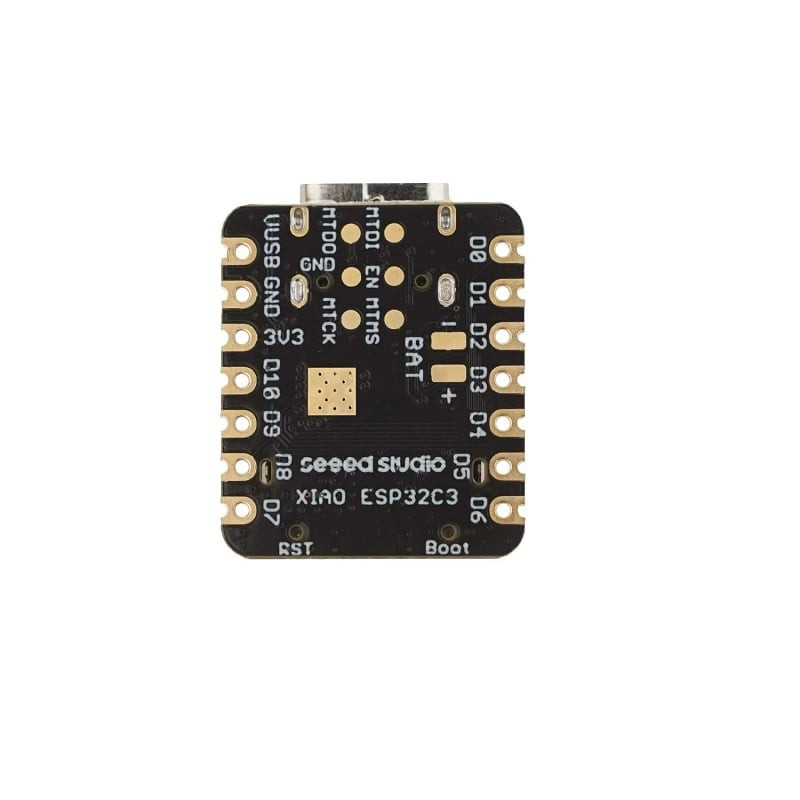 VUSB
MTDO
MTDI
D0
GND
GND
EN
D1
MTCK
MTMS
3V3
BAT
-
+
D2
D10
D3
D9
D4
D8
seeed studio
D5
XIAO ESP32C3
D7
D6
RST
Boot